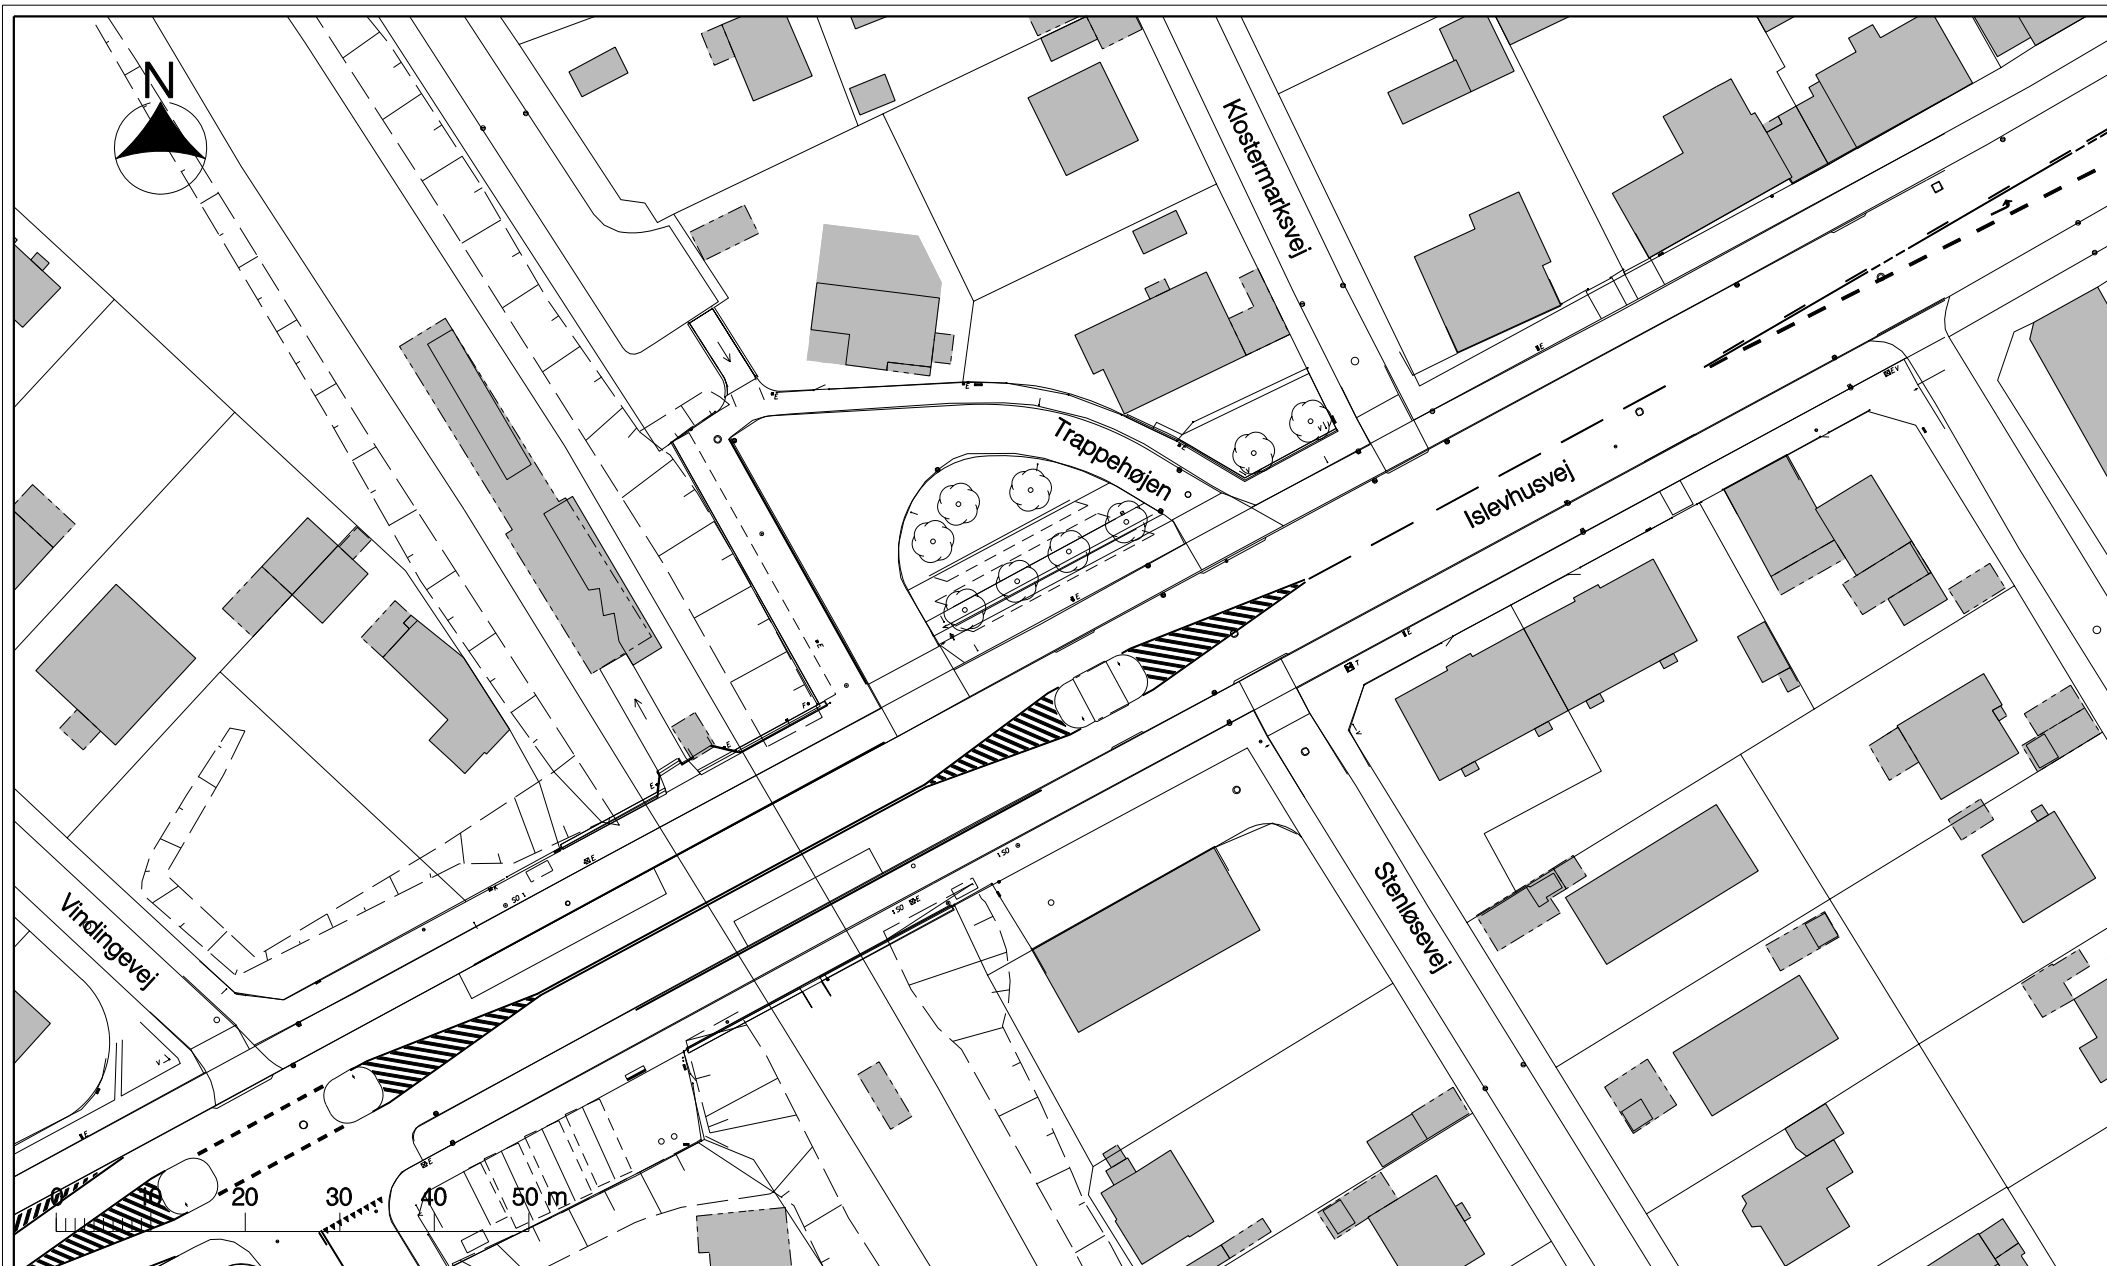 N
Klostermarksvej
Trappehøjen
Islevhusvej
Stenløsevej
Vindingevej
0 10 20 30 40 50 m